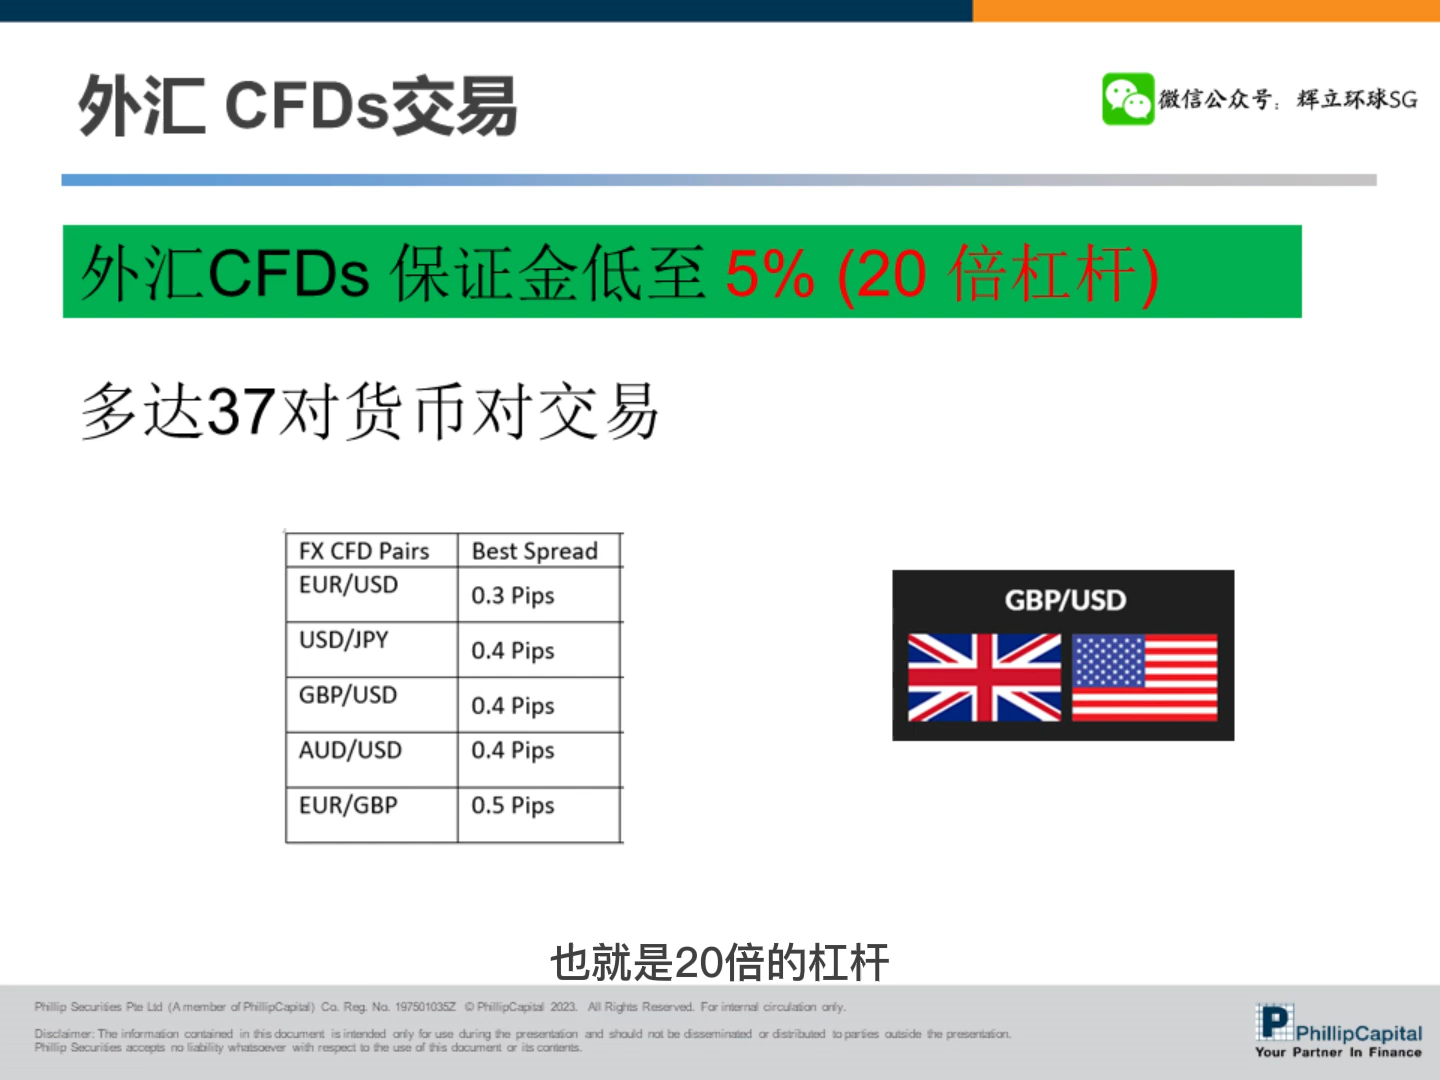 外汇 CFDs交易
微信公众号：辉立环球SG
外汇CFDs 保证金低至 5% (20 倍杠杆)
多达37对货币对交易
FX CFD Pairs Best Spread
EUR/USD 0.3 Pips
USD/JPY 0.4 Pips
GBP/USD 0.4 Pips
AUD/USD 0.4 Pips
EUR/GBP 0.5 Pips
GBP/USD
也就是20倍的杠杆
Phillip Securities Pte Ltd (A member of PhillipCapital) Co. Reg. No. 197501035Z © PhillipCapital 2023. All Rights Reserved. For internal circulation only.
Disclaimer: The information contained in this document is intended only for use during the presentation and should not be disseminated or distributed to parties outside the presentation.
Phillip Securities accepts no liability whatsoever with respect to the use of this document or its contents.
PhillipCapital
Your Partner In Finance